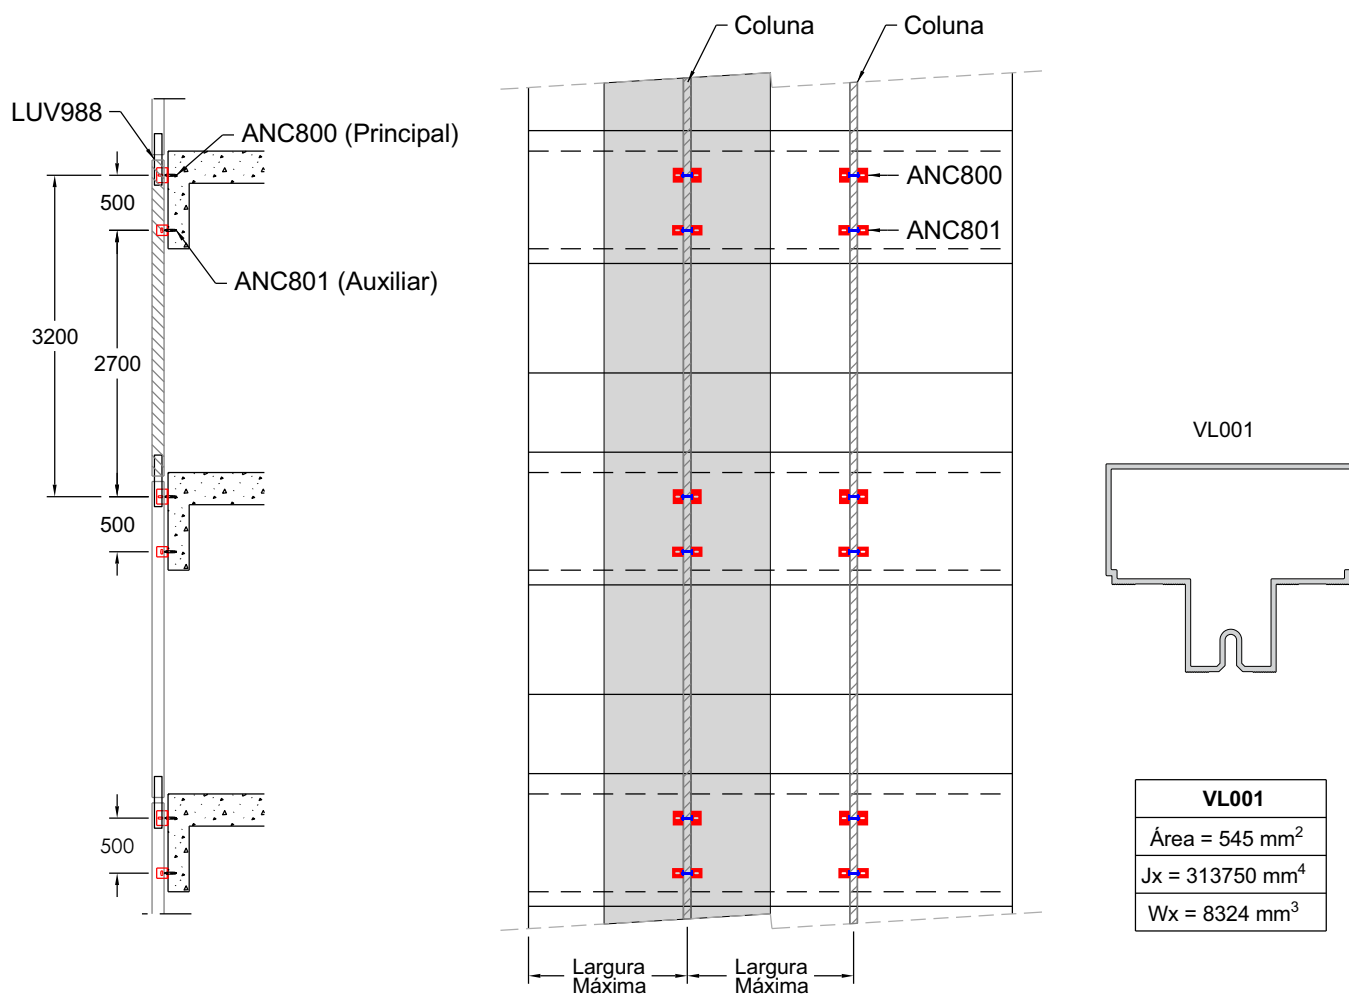 Coluna
Coluna
LUV988
ANC800 (Principal)
500
ANC800
ANC801
ANC801 (Auxiliar)
3200
2700
500
VL001
500
VL001
Área = 545 mm²
Jx = 313750 mm⁴
Wx = 8324 mm³
Largura
Máxima
Largura
Máxima